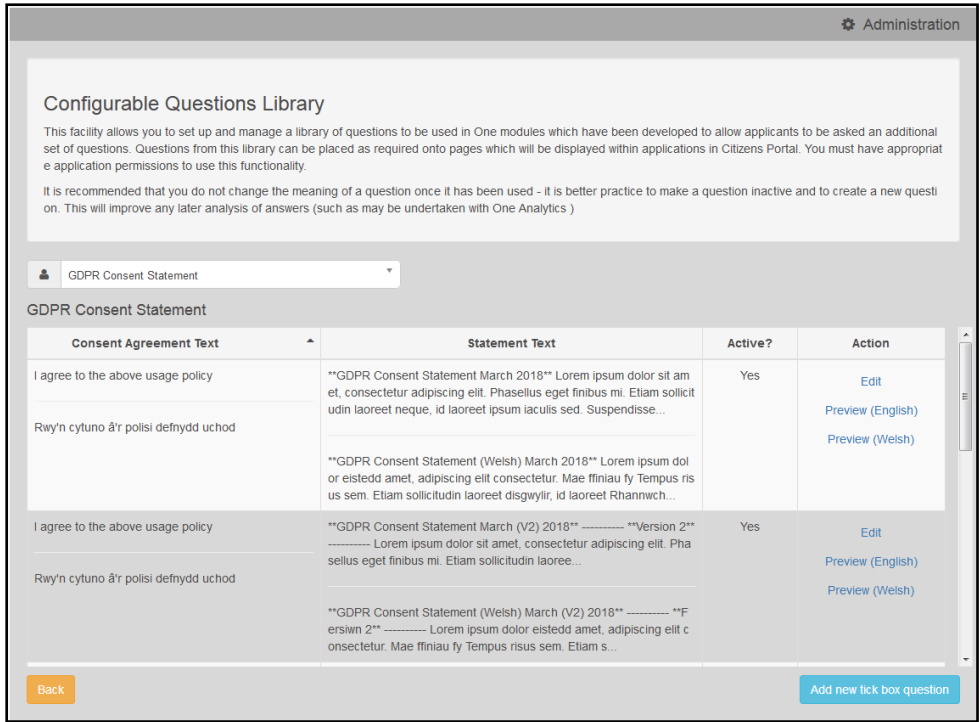 Administration
Configurable Questions Library
This facility allows you to set up and manage a library of questions to be used in One modules which have been developed to allow applicants to be asked an additional
set of questions. Questions from this library can be placed as required onto pages which will be displayed within applications in Citizens Portal. You must have appropriat
e application permissions to use this functionality.
It is recommended that you do not change the meaning of a question once it has been used - it is better practice to make a question inactive and to create a new questi
on. This will improve any later analysis of answers (such as may be undertaken with One Analytics )
GDPR Consent Statement
GDPR Consent Statement
Consent Agreement Text Statement Text Active? Action
I agree to the above usage policy
Rwy'n cytuno â'r polisi defnydd uchod
**GDPR Consent Statement March 2018** Lorem ipsum dolor sit am
et, consectetur adipiscing elit. Phasellus eget finibus mi. Etiam sollicit
udin laoreet neque, id laoreet ipsum iaculis sed. Suspendisse...
**GDPR Consent Statement (Welsh) March 2018** Lorem ipsum dol
or eistedd amet, adipiscing elit consectetur. Mae ffiniau fy Tempus ris
us sem. Etiam sollicitudin laoreet disgwylir, id laoreet Rhannwch...
Yes
Edit
Preview (English)
Preview (Welsh)
I agree to the above usage policy
Rwy'n cytuno â'r polisi defnydd uchod
**GDPR Consent Statement March (V2) 2018** ---------- **Version 2**
---------- Lorem ipsum dolor sit amet, consectetur adipiscing elit. Pha
sellus eget finibus mi. Etiam sollicitudin laoree...
**GDPR Consent Statement (Welsh) March (V2) 2018** ---------- **F
ersiwn 2** ---------- Lorem ipsum dolor eistedd amet, adipiscing elit c
onsectetur. Mae ffiniau fy Tempus risus sem. Etiam s...
Yes
Edit
Preview (English)
Preview (Welsh)
Back
Add new tick box question